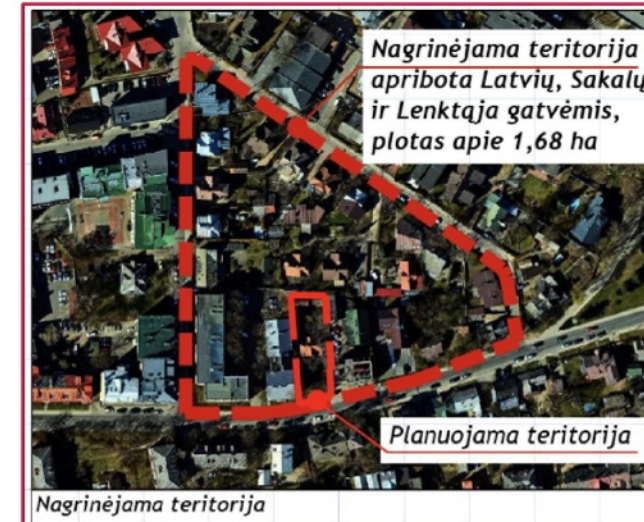 Nagrinėjama teritorija
apribota Latvių, Sakalų
ir Lenktąja gatvėmis,
plotas apie 1,68 ha
Planuojama teritorija
Nagrinėjama teritorija